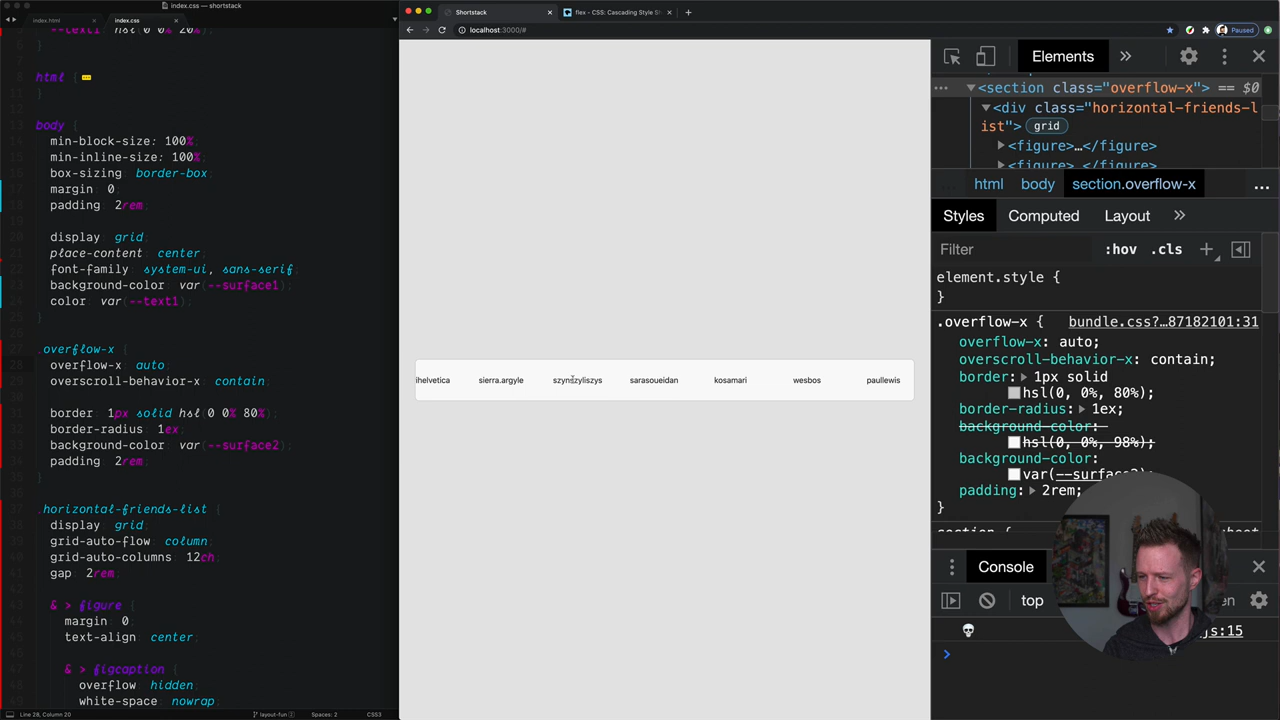 index.css — shortstack
index.html
index.css
--text1: hsl(0 0% 20%);
}
html {
}
body {
min-block-size: 100%;
min-inline-size: 100%;
box-sizing: border-box;
margin: 0;
padding: 2rem;
display: grid;
place-content: center;
font-family: system-ui, sans-serif;
background-color: var(--surface1);
color: var(--text1);
}
.overflow-x {
overflow-x: auto;
overscroll-behavior-x: contain;
border: 1px solid hsl(0 0% 80%);
border-radius: 1ex;
background-color: var(--surface2);
padding: 2rem;
}
.horizontal-friends-list {
display: grid;
grid-auto-flow: column;
grid-auto-columns: 12ch;
gap: 2rem;
& > figure {
margin: 0;
text-align: center;
& > figcaption {
overflow: hidden;
white-space: nowrap;
Line 28, Column 20
layout-fun
Spaces: 2
CSS3
Shortstack
flex - CSS: Cascading Style Sh
localhost:3000/#
Paused
ihelvetica
sierra.argyle
szynszyliszys
sarasoueidan
kosamari
wesbos
paullewis
Elements
<section class="overflow-x"> == $0
<div class="horizontal-friends-l
ist"> grid
<figure>…</figure>
<figure>…</figure>
html body section.overflow-x ...
Styles Computed Layout
Filter :hov .cls
element.style {
}
.overflow-x { bundle.css?…87182101:31
overflow-x: auto;
overscroll-behavior-x: contain;
border: 1px solid
hsl(0, 0%, 80%);
border-radius: 1ex;
background-color:
hsl(0, 0%, 98%);
background-color:
var(--surface2);
padding: 2rem;
}
Console
top
js:15